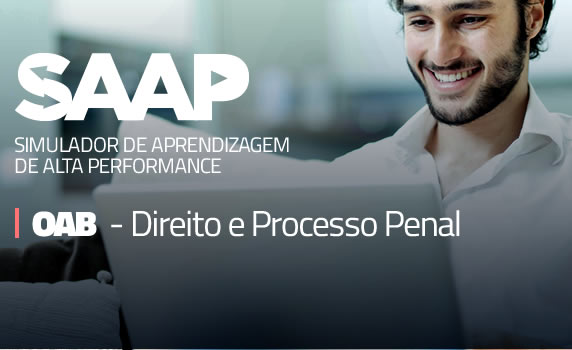 SAAP
SIMULADOR DE APRENDIZAGEM
DE ALTA PERFORMANCE
OAB - Direito e Processo Penal